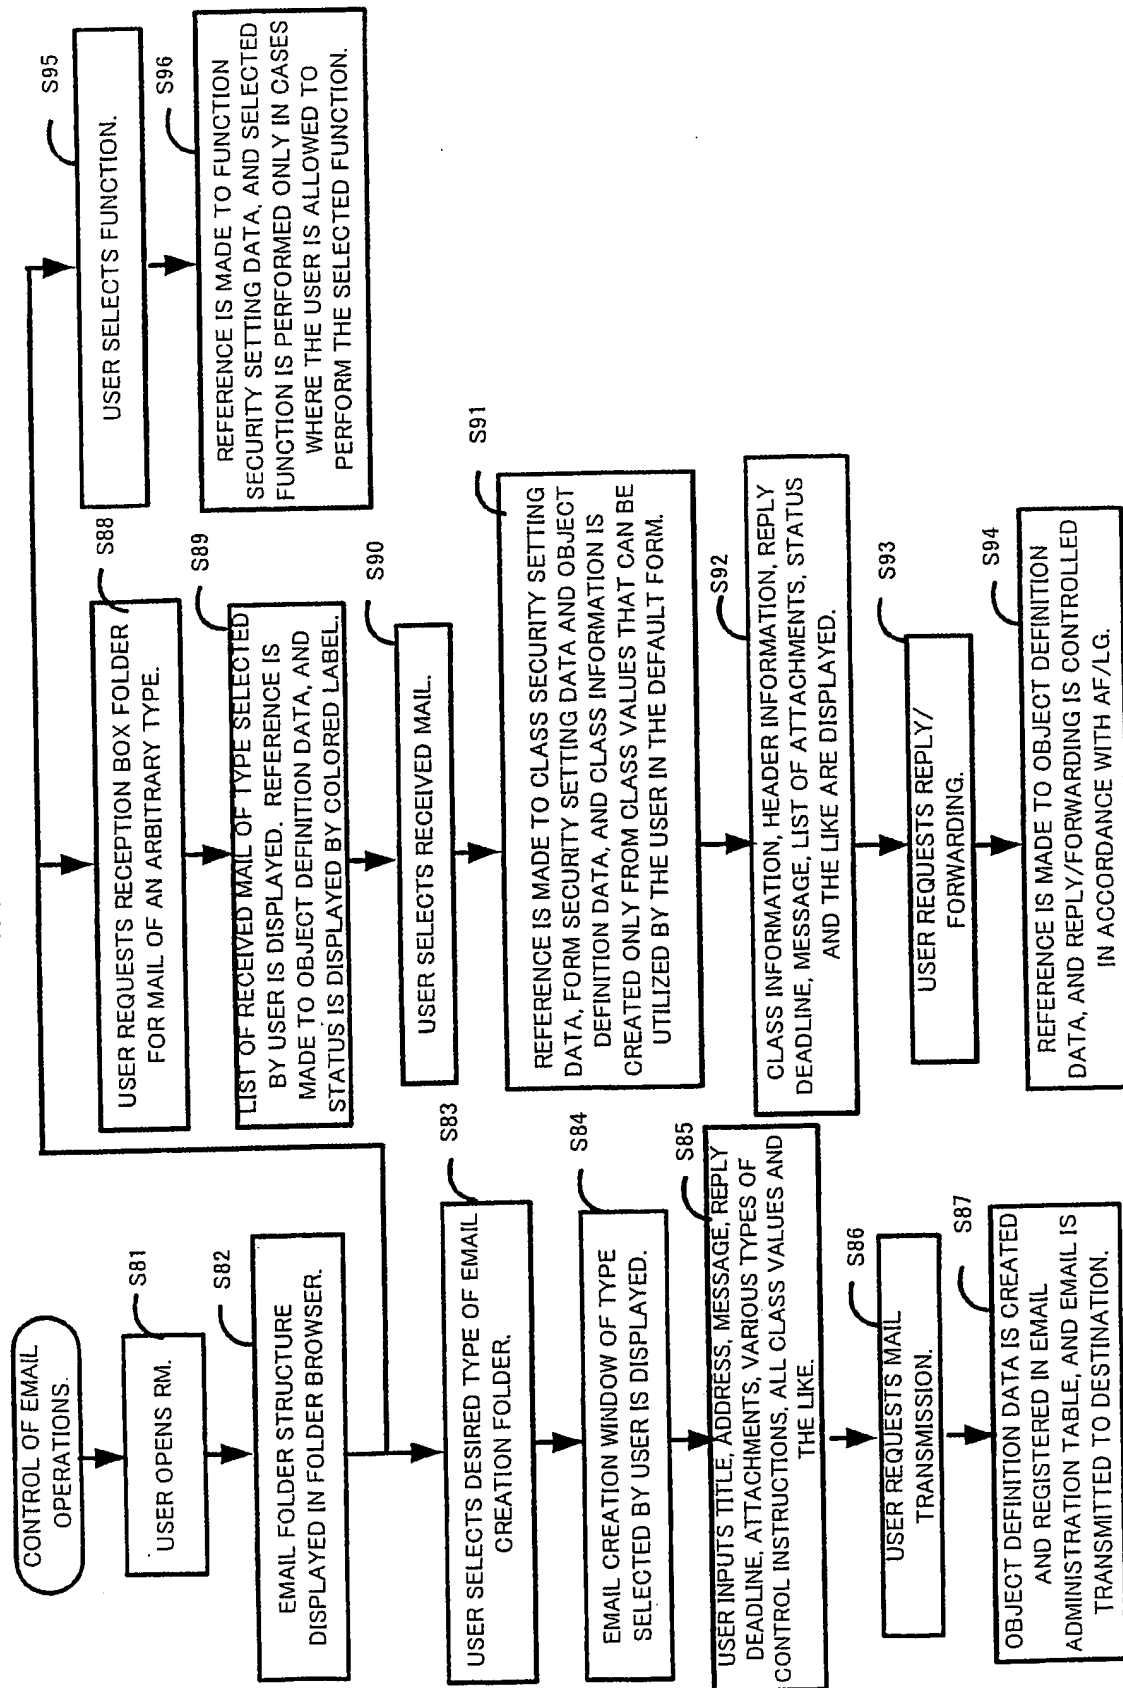 CONTROL OF EMAIL
OPERATIONS.
S81
USER OPENS RM.
S82
EMAIL FOLDER STRUCTURE
DISPLAYED IN FOLDER BROWSER.
S83
USER SELECTS DESIRED TYPE OF EMAIL
CREATION FOLDER.
S84
EMAIL CREATION WINDOW OF TYPE
SELECTED BY USER IS DISPLAYED.
S85
USER INPUTS TITLE, ADDRESS, MESSAGE, REPLY
DEADLINE, ATTACHMENTS, VARIOUS TYPES OF
CONTROL INSTRUCTIONS, ALL CLASS VALUES AND
THE LIKE.
S86
USER REQUESTS MAIL
TRANSMISSION.
S87
OBJECT DEFINITION DATA IS CREATED
AND REGISTERED IN EMAIL
ADMINISTRATION TABLE, AND EMAIL IS
TRANSMITTED TO DESTINATION.
S88
USER REQUESTS RECEPTION BOX FOLDER
FOR MAIL OF AN ARBITRARY TYPE.
S89
LIST OF RECEIVED MAIL OF TYPE SELECTED
BY USER IS DISPLAYED. REFERENCE IS
MADE TO OBJECT DEFINITION DATA, AND
STATUS IS DISPLAYED BY COLORED LABEL.
S90
USER SELECTS RECEIVED MAIL.
S91
REFERENCE IS MADE TO CLASS SECURITY SETTING
DATA, FORM SECURITY SETTING DATA AND OBJECT
DEFINITION DATA, AND CLASS INFORMATION IS
CREATED ONLY FROM CLASS VALUES THAT CAN BE
UTILIZED BY THE USER IN THE DEFAULT FORM.
S92
CLASS INFORMATION, HEADER INFORMATION, REPLY
DEADLINE, MESSAGE, LIST OF ATTACHMENTS, STATUS
AND THE LIKE ARE DISPLAYED.
S93
USER REQUESTS REPLY/
FORWARDING.
S94
REFERENCE IS MADE TO OBJECT DEFINITION
DATA, AND REPLY/FORWARDING IS CONTROLLED
IN ACCORDANCE WITH AF/LG.
S95
USER SELECTS FUNCTION.
S96
REFERENCE IS MADE TO FUNCTION
SECURITY SETTING DATA, AND SELECTED
FUNCTION IS PERFORMED ONLY IN CASES
WHERE THE USER IS ALLOWED TO
PERFORM THE SELECTED FUNCTION.